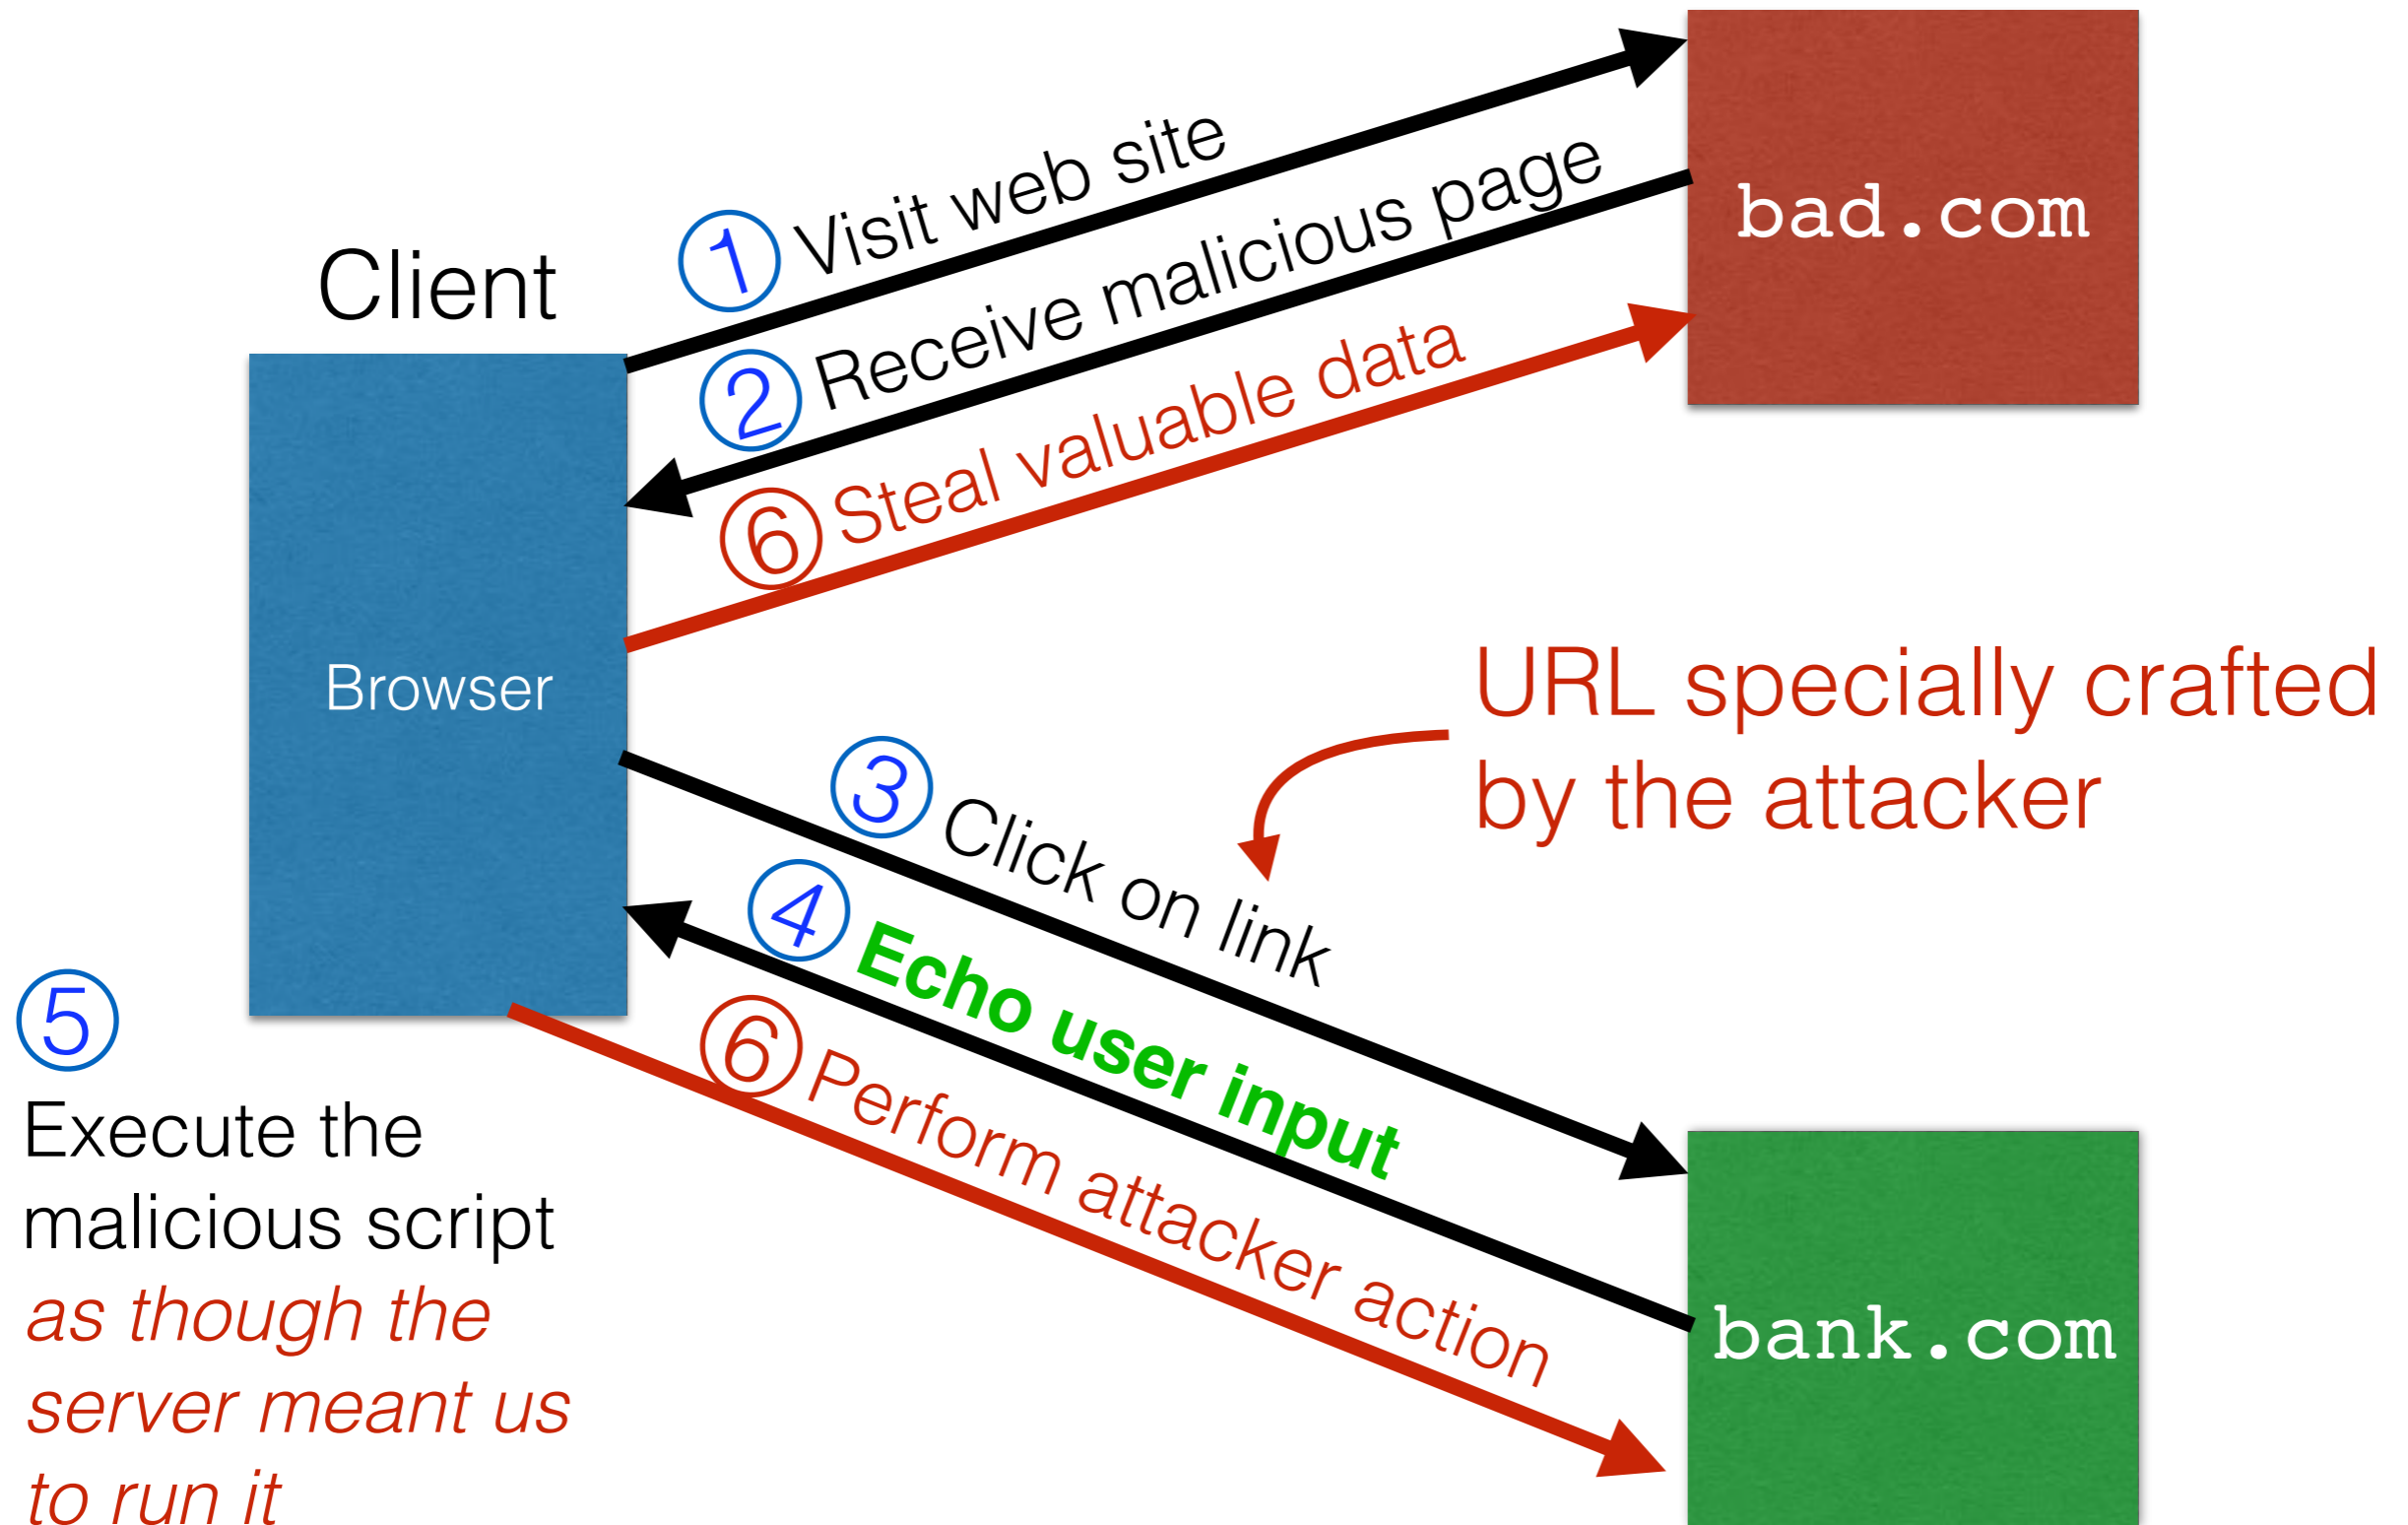 Client
Browser
bad.com
① Visit web site
② Receive malicious page
⑥ Steal valuable data
URL specially crafted
by the attacker
③ Click on link
④ Echo user input
⑥ Perform attacker action
bank.com
⑤
Execute the
malicious script
as though the
server meant us
to run it